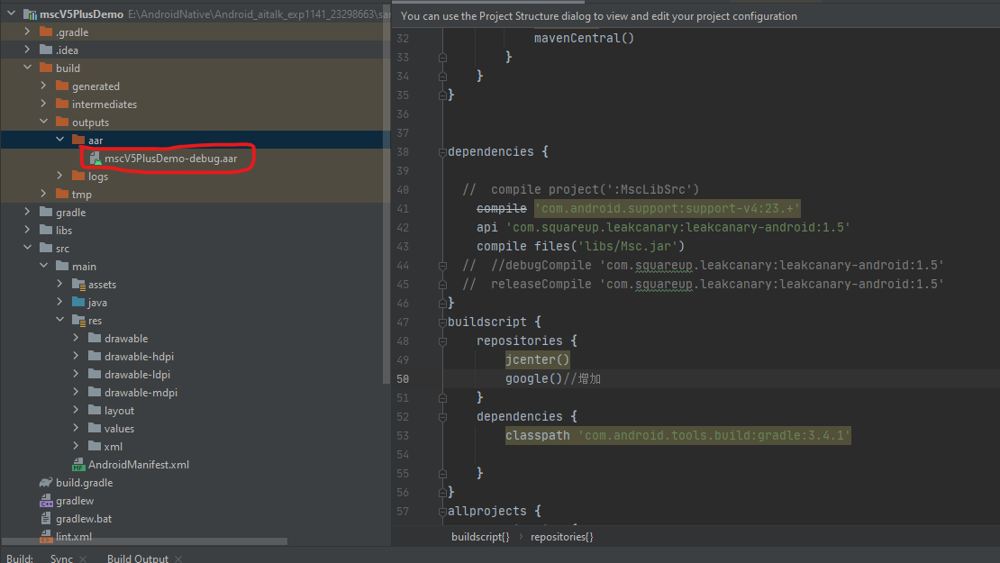 mscV5PlusDemo E:\AndroidNative\Android_aitalk_exp1141_23298663\sar
.gradle
.idea
build
generated
intermediates
outputs
aar
mscV5PlusDemo-debug.aar
logs
tmp
gradle
libs
src
main
assets
java
res
drawable
drawable-hdpi
drawable-ldpi
drawable-mdpi
layout
values
xml
MF AndroidManifest.xml
build.gradle
C++ gradlew
gradlew.bat
lint.xml
Build: Sync Build Output
You can use the Project Structure dialog to view and edit your project configuration
32 mavenCentral()
33 }
34 }
35 }
36
37
38 dependencies {
39
40 // compile project(':MscLibSrc')
41 compile 'com.android.support:support-v4:23.+'
42 api 'com.squareup.leakcanary:leakcanary-android:1.5'
43 compile files('libs/Msc.jar')
44 // //debugCompile 'com.squareup.leakcanary:leakcanary-android:1.5'
45 // releaseCompile 'com.squareup.leakcanary:leakcanary-android:1.5'
46 }
47 buildscript {
48 repositories {
49 jcenter()
50 google()//增加
51 }
52 dependencies {
53 classpath 'com.android.tools.build:gradle:3.4.1'
54
55 }
56 }
57 allprojects {
buildscript{} › repositories{}